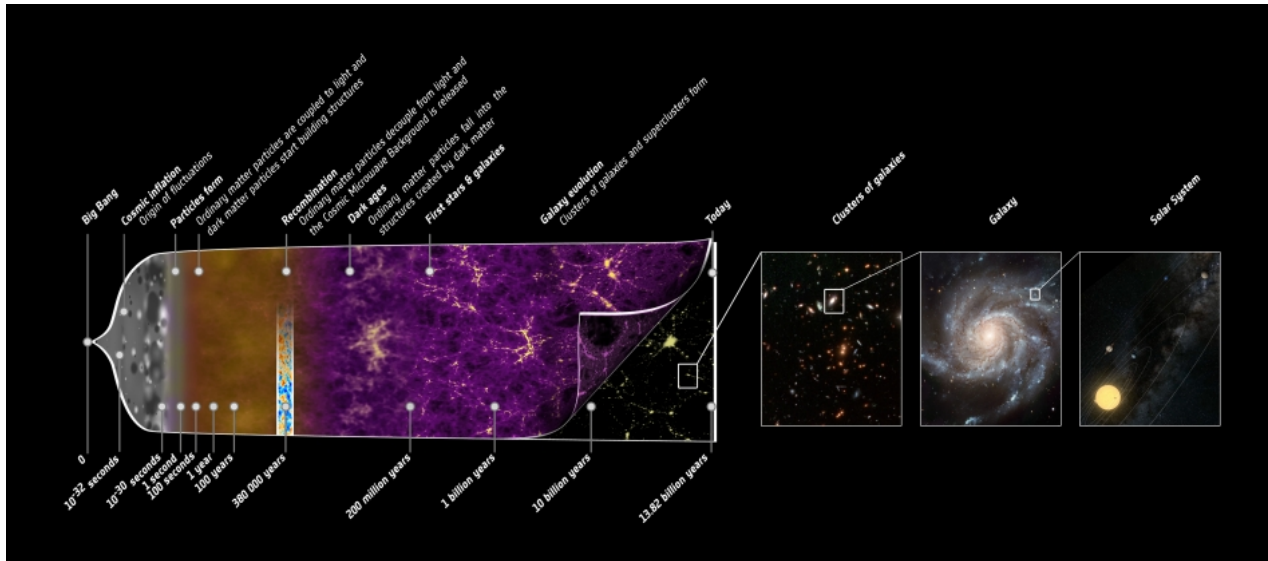 Big Bang
Cosmic inflation
Origin of fluctuations
Particles form
Ordinary matter particles are coupled to light and
dark matter particles start building structures
Recombination
Ordinary matter particles decouple from light and
the Cosmic Microwave Background is released
Dark ages
Ordinary matter particles fall into the
structures created by dark matter
First stars & galaxies
Galaxy evolution
Clusters of galaxies and superclusters form
Today
Clusters of galaxies
Galaxy
Solar System
0
10⁻³² seconds
10⁻³⁰ seconds
1 second
100 seconds
1 year
100 years
380 000 years
200 million years
1 billion years
10 billion years
13.82 billion years